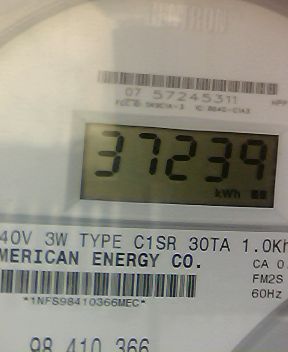 07 57245311
37239
kWh
40V 3W TYPE C1SR 30TA 1.0Kh
MERICAN ENERGY CO.
CA 0.
FM2S
60Hz
*1NFS98410366MEC*
98 410 366